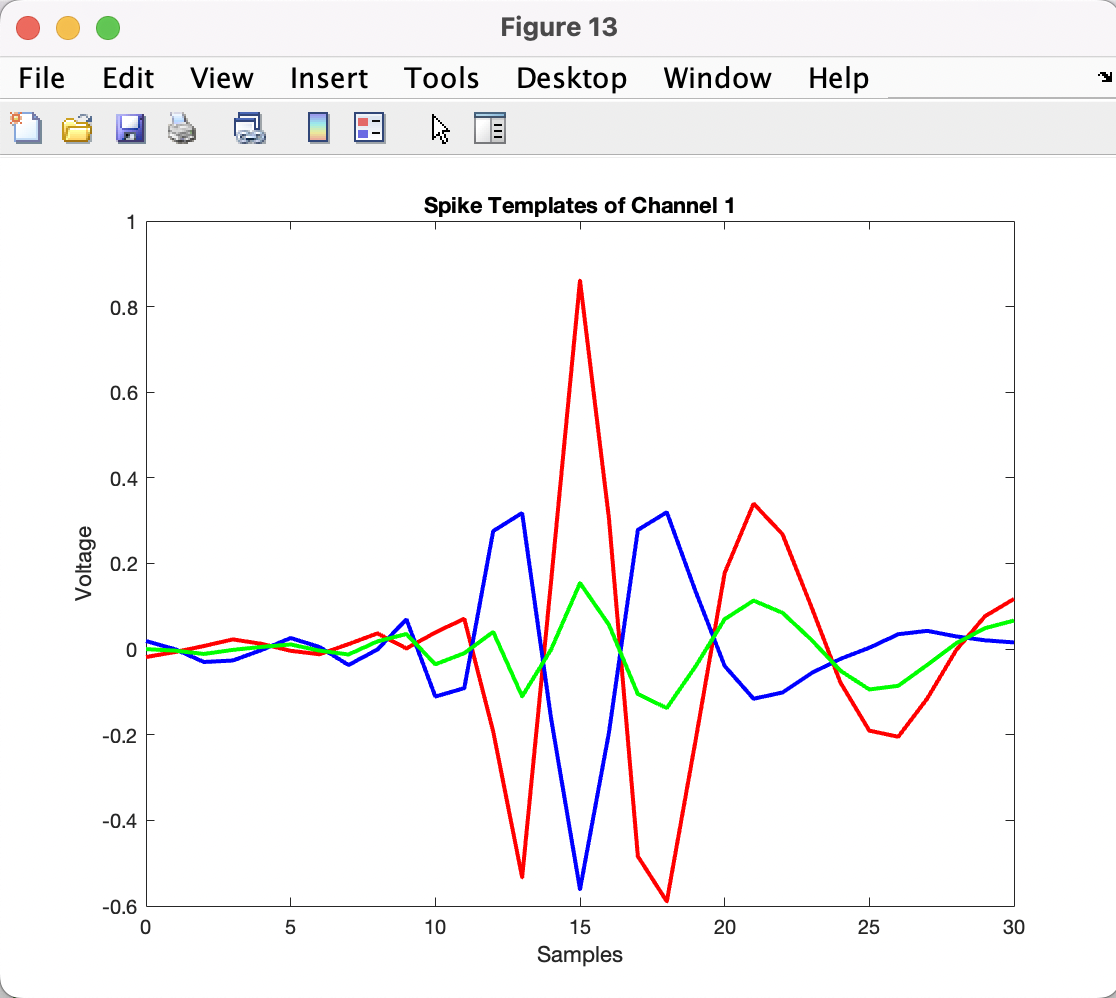 Figure 13
File Edit View Insert Tools Desktop Window Help
Spike Templates of Channel 1
1
0.8
0.6
0.4
0.2
0
-0.2
-0.4
-0.6
Voltage
0 5 10 15 20 25 30
Samples